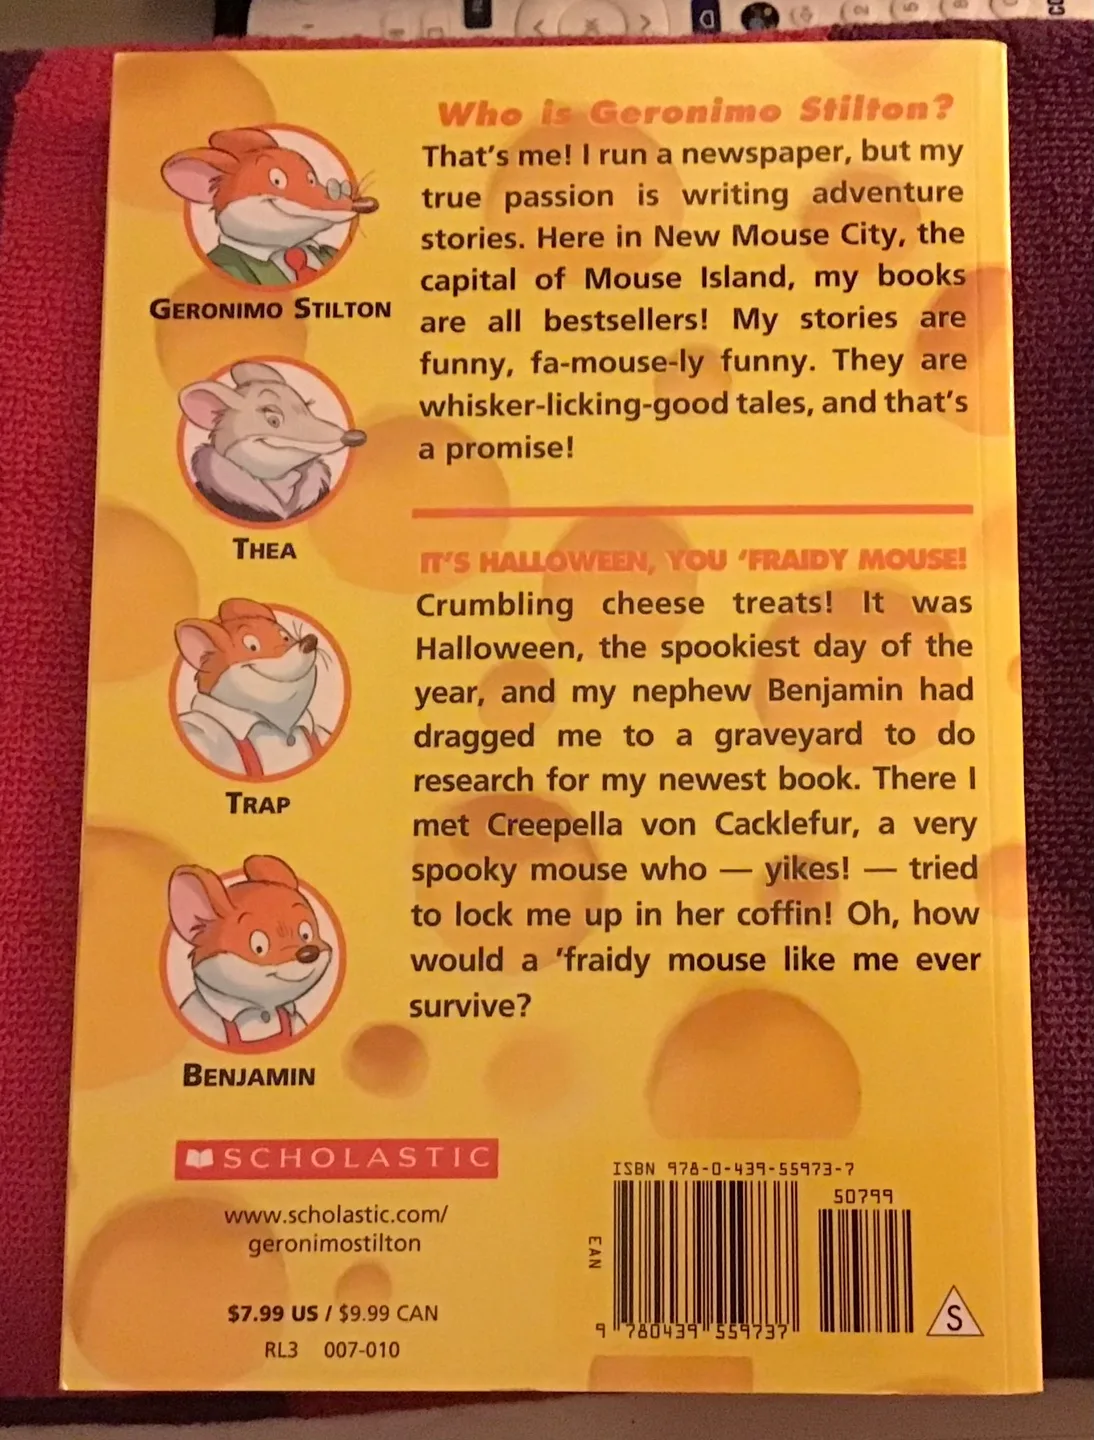 Who is Geronimo Stilton?
That's me! I run a newspaper, but my
true passion is writing adventure
stories. Here in New Mouse City, the
capital of Mouse Island, my books
are all bestsellers! My stories are
funny, fa-mouse-ly funny. They are
whisker-licking-good tales, and that's
a promise!
GERONIMO STILTON
THEA
TRAP
BENJAMIN
IT'S HALLOWEEN, YOU 'FRAIDY MOUSE!
Crumbling cheese treats! It was
Halloween, the spookiest day of the
year, and my nephew Benjamin had
dragged me to a graveyard to do
research for my newest book. There I
met Creepella von Cacklefur, a very
spooky mouse who — yikes! — tried
to lock me up in her coffin! Oh, how
would a 'fraidy mouse like me ever
survive?
SCHOLASTIC
www.scholastic.com/
geronimostilton
$7.99 US / $9.99 CAN
RL3 007-010
ISBN 978-0-439-55973-7
50799
EAN
9 780439 559737
S